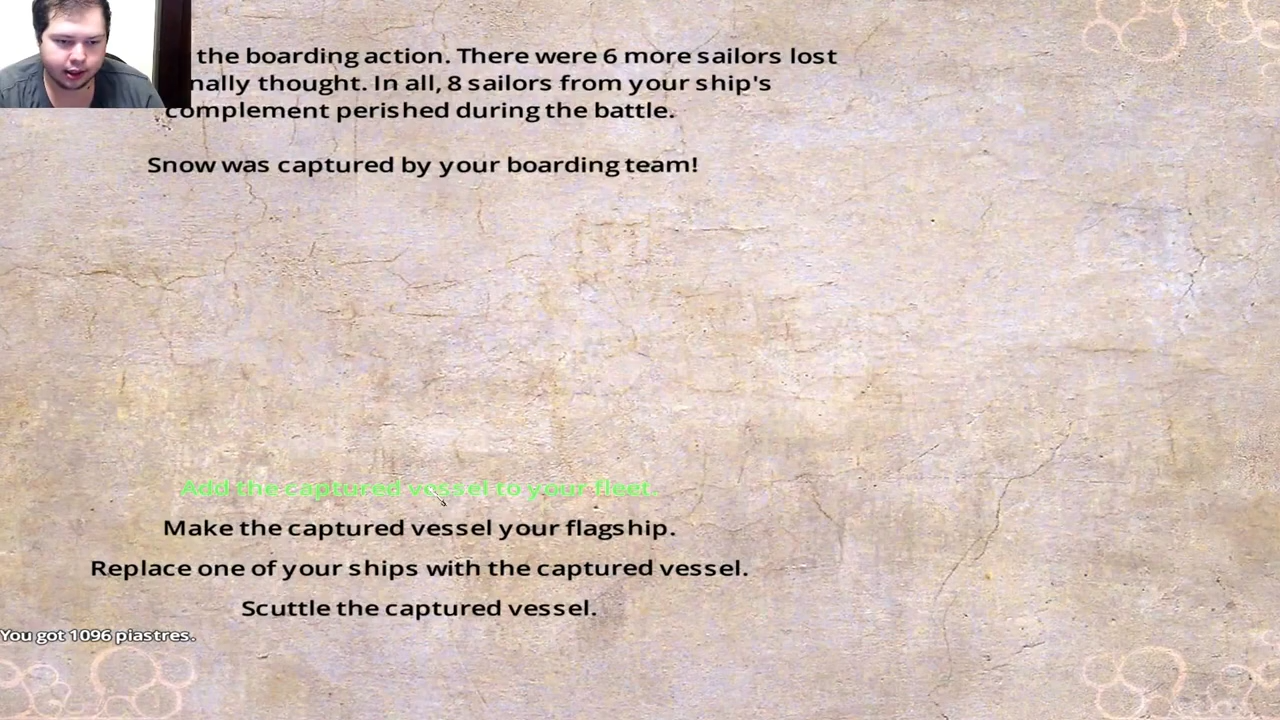 the boarding action. There were 6 more sailors lost
thought. In all, 8 sailors from your ship's
complement perished during the battle.
Snow was captured by your boarding team!
Add the captured vessel to your fleet.
Make the captured vessel your flagship.
Replace one of your ships with the captured vessel.
Scuttle the captured vessel.
You got 1096 piastres.